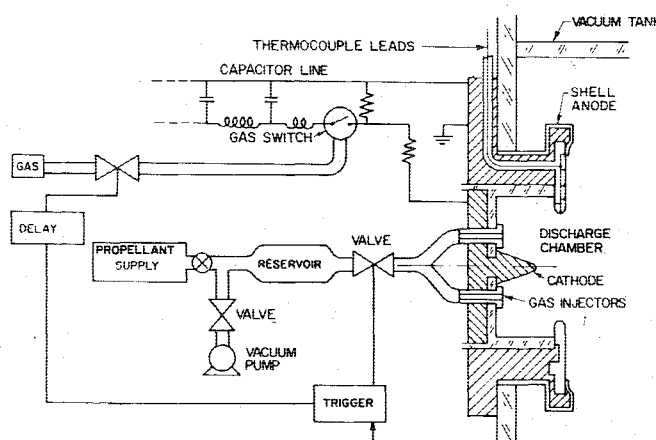 VACUUM TANK
THERMOCOUPLE LEADS
CAPACITOR LINE
SHELL
ANODE
GAS SWITCH
GAS
DELAY
VALVE
DISCHARGE
CHAMBER
PROPELLANT
SUPPLY
RESERVOIR
CATHODE
GAS INJECTORS
VALVE
VACUUM
PUMP
TRIGGER